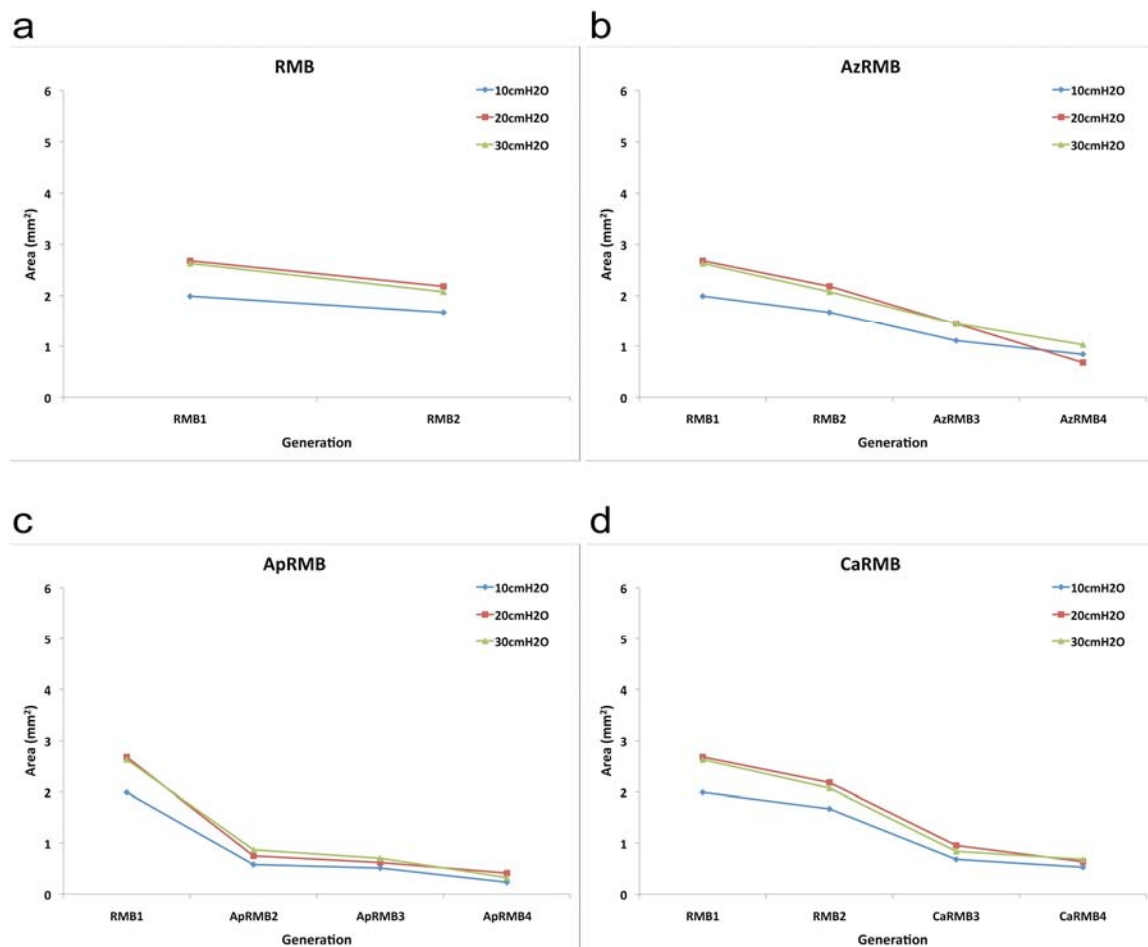 a
RMB
10cmH2O
20cmH2O
30cmH2O
6
5
4
3
2
1
0
Area (mm²)
RMB1 RMB2
Generation
b
AzRMB
10cmH2O
20cmH2O
30cmH2O
6
5
4
3
2
1
0
Area (mm²)
RMB1 RMB2 AzRMB3 AzRMB4
Generation
c
ApRMB
10cmH2O
20cmH2O
30cmH2O
6
5
4
3
2
1
0
Area (mm²)
RMB1 ApRMB2 ApRMB3 ApRMB4
Generation
d
CaRMB
10cmH2O
20cmH2O
30cmH2O
6
5
4
3
2
1
0
Area (mm²)
RMB1 RMB2 CaRMB3 CaRMB4
Generation